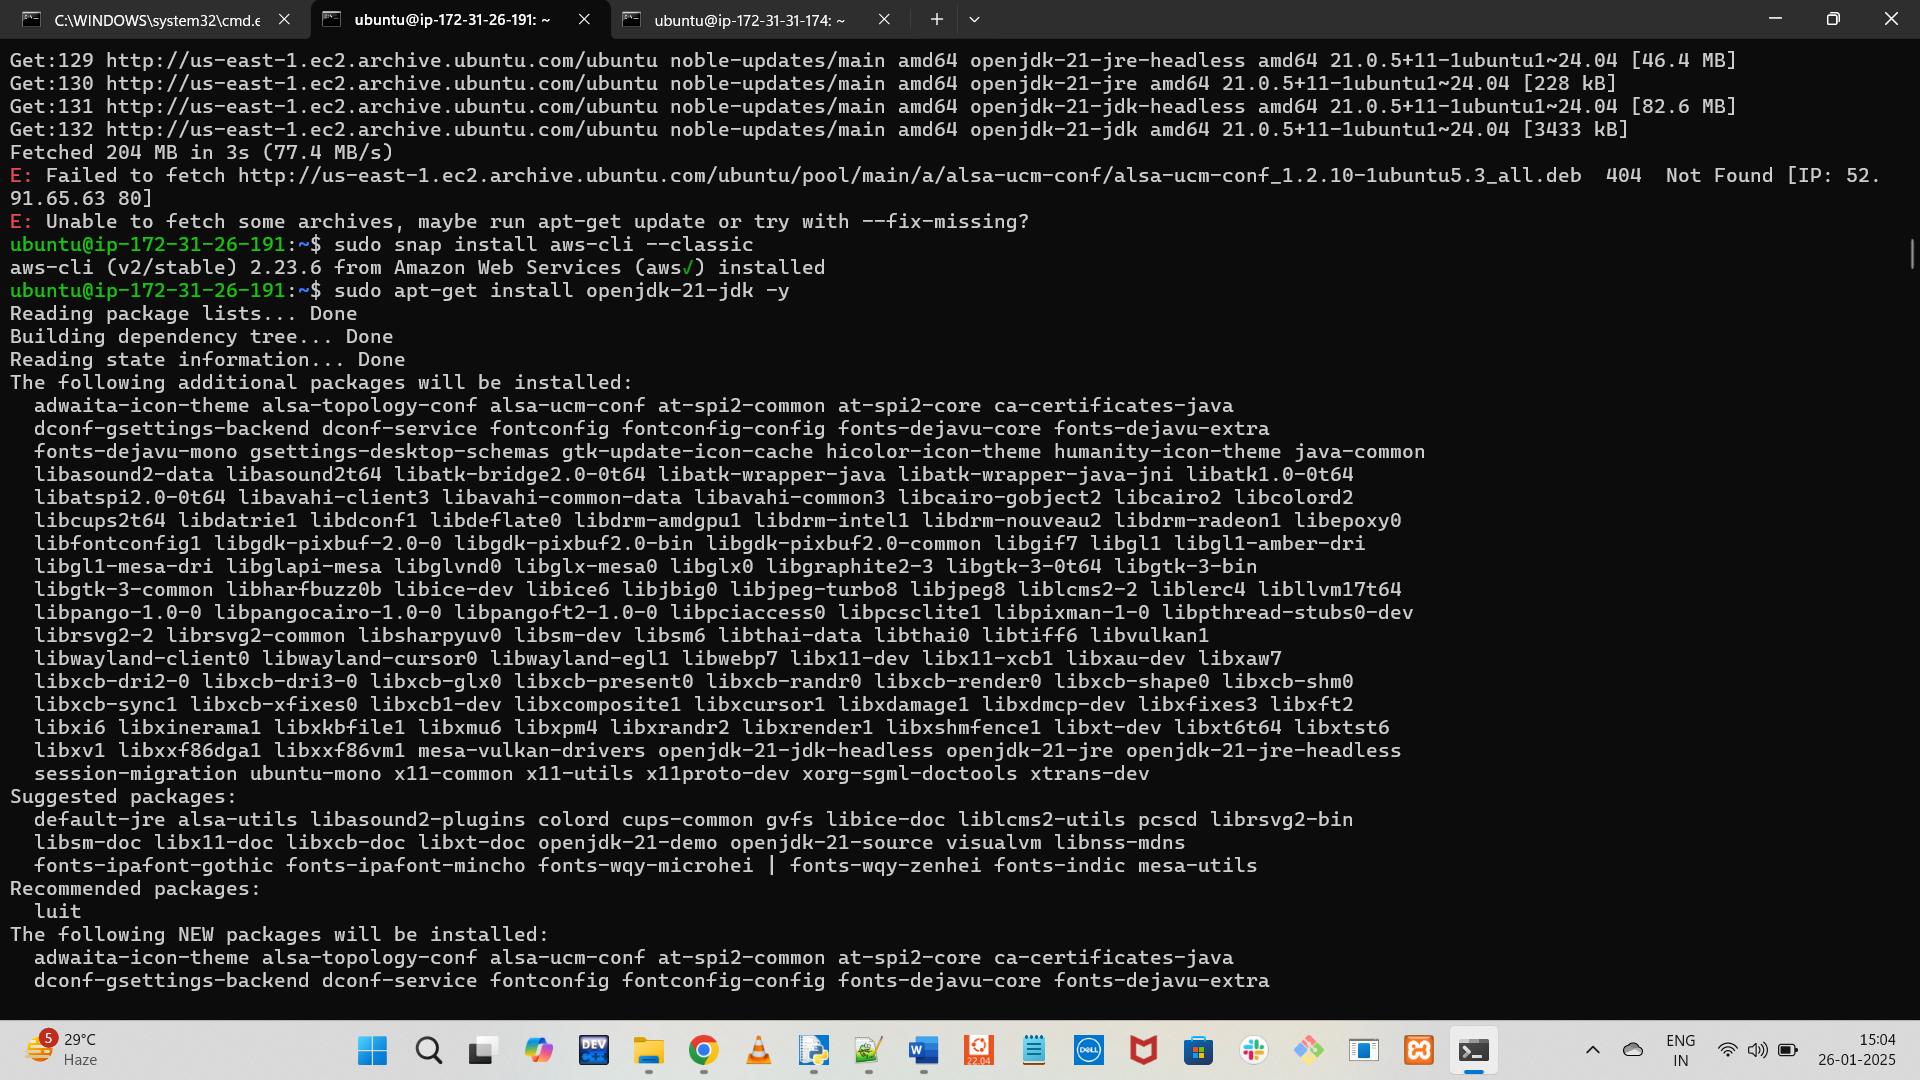 C:\WINDOWS\system32\cmd.e
ubuntu@ip-172-31-26-191: ~
ubuntu@ip-172-31-31-174: ~
Get:129 http://us-east-1.ec2.archive.ubuntu.com/ubuntu noble-updates/main amd64 openjdk-21-jre-headless amd64 21.0.5+11-1ubuntu1~24.04 [46.4 MB]
Get:130 http://us-east-1.ec2.archive.ubuntu.com/ubuntu noble-updates/main amd64 openjdk-21-jre amd64 21.0.5+11-1ubuntu1~24.04 [228 kB]
Get:131 http://us-east-1.ec2.archive.ubuntu.com/ubuntu noble-updates/main amd64 openjdk-21-jdk-headless amd64 21.0.5+11-1ubuntu1~24.04 [82.6 MB]
Get:132 http://us-east-1.ec2.archive.ubuntu.com/ubuntu noble-updates/main amd64 openjdk-21-jdk amd64 21.0.5+11-1ubuntu1~24.04 [3433 kB]
Fetched 204 MB in 3s (77.4 MB/s)
E: Failed to fetch http://us-east-1.ec2.archive.ubuntu.com/ubuntu/pool/main/a/alsa-ucm-conf/alsa-ucm-conf_1.2.10-1ubuntu5.3_all.deb  404  Not Found [IP: 52.
91.65.63 80]
E: Unable to fetch some archives, maybe run apt-get update or try with --fix-missing?
ubuntu@ip-172-31-26-191:~$ sudo snap install aws-cli --classic
aws-cli (v2/stable) 2.23.6 from Amazon Web Services (aws✓) installed
ubuntu@ip-172-31-26-191:~$ sudo apt-get install openjdk-21-jdk -y
Reading package lists... Done
Building dependency tree... Done
Reading state information... Done
The following additional packages will be installed:
  adwaita-icon-theme alsa-topology-conf alsa-ucm-conf at-spi2-common at-spi2-core ca-certificates-java
  dconf-gsettings-backend dconf-service fontconfig fontconfig-config fonts-dejavu-core fonts-dejavu-extra
  fonts-dejavu-mono gsettings-desktop-schemas gtk-update-icon-cache hicolor-icon-theme humanity-icon-theme java-common
  libasound2-data libasound2t64 libatk-bridge2.0-0t64 libatk-wrapper-java libatk-wrapper-java-jni libatk1.0-0t64
  libatspi2.0-0t64 libavahi-client3 libavahi-common-data libavahi-common3 libcairo-gobject2 libcairo2 libcolord2
  libcups2t64 libdatrie1 libdconf1 libdeflate0 libdrm-amdgpu1 libdrm-intel1 libdrm-nouveau2 libdrm-radeon1 libepoxy0
  libfontconfig1 libgdk-pixbuf-2.0-0 libgdk-pixbuf2.0-bin libgdk-pixbuf2.0-common libgif7 libgl1 libgl1-amber-dri
  libgl1-mesa-dri libglapi-mesa libglvnd0 libglx-mesa0 libglx0 libgraphite2-3 libgtk-3-0t64 libgtk-3-bin
  libgtk-3-common libharfbuzz0b libice-dev libice6 libjbig0 libjpeg-turbo8 libjpeg8 liblcms2-2 liblerc4 libllvm17t64
  libpango-1.0-0 libpangocairo-1.0-0 libpangoft2-1.0-0 libpciaccess0 libpcsclite1 libpixman-1-0 libpthread-stubs0-dev
  librsvg2-2 librsvg2-common libsharpyuv0 libsm-dev libsm6 libthai-data libthai0 libtiff6 libvulkan1
  libwayland-client0 libwayland-cursor0 libwayland-egl1 libwebp7 libx11-dev libx11-xcb1 libxau-dev libxaw7
  libxcb-dri2-0 libxcb-dri3-0 libxcb-glx0 libxcb-present0 libxcb-randr0 libxcb-render0 libxcb-shape0 libxcb-shm0
  libxcb-sync1 libxcb-xfixes0 libxcb1-dev libxcomposite1 libxcursor1 libxdamage1 libxdmcp-dev libxfixes3 libxft2
  libxi6 libxinerama1 libxkbfile1 libxmu6 libxpm4 libxrandr2 libxrender1 libxshmfence1 libxt-dev libxt6t64 libxtst6
  libxv1 libxxf86dga1 libxxf86vm1 mesa-vulkan-drivers openjdk-21-jdk-headless openjdk-21-jre openjdk-21-jre-headless
  session-migration ubuntu-mono x11-common x11-utils x11proto-dev xorg-sgml-doctools xtrans-dev
Suggested packages:
  default-jre alsa-utils libasound2-plugins colord cups-common gvfs libice-doc liblcms2-utils pcscd librsvg2-bin
  libsm-doc libx11-doc libxcb-doc libxt-doc openjdk-21-demo openjdk-21-source visualvm libnss-mdns
  fonts-ipafont-gothic fonts-ipafont-mincho fonts-wqy-microhei | fonts-wqy-zenhei fonts-indic mesa-utils
Recommended packages:
  luit
The following NEW packages will be installed:
  adwaita-icon-theme alsa-topology-conf alsa-ucm-conf at-spi2-common at-spi2-core ca-certificates-java
  dconf-gsettings-backend dconf-service fontconfig fontconfig-config fonts-dejavu-core fonts-dejavu-extra
5
29°C
Haze
DEV
C++
W
22.04
DELL
ENG
IN
15:04
26-01-2025